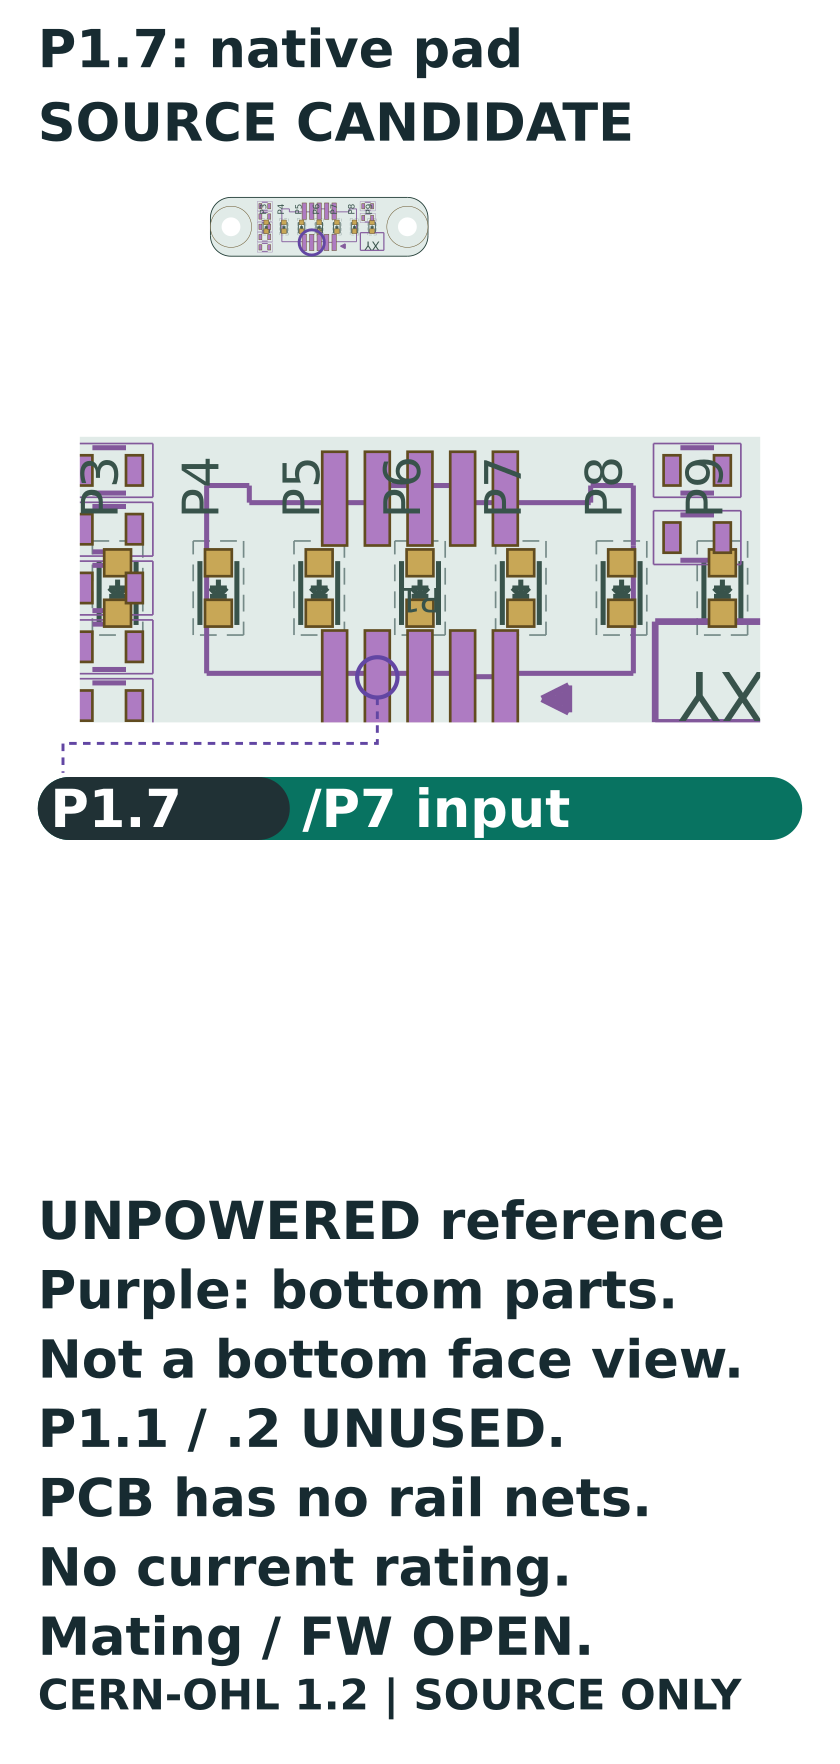 P1.7: native pad
SOURCE CANDIDATE
P3 P4 P5 P6 P7 P8 P9
P1
XY
P1.7 /P7 input
UNPOWERED reference
Purple: bottom parts.
Not a bottom face view.
P1.1 / .2 UNUSED.
PCB has no rail nets.
No current rating.
Mating / FW OPEN.
CERN-OHL 1.2 | SOURCE ONLY